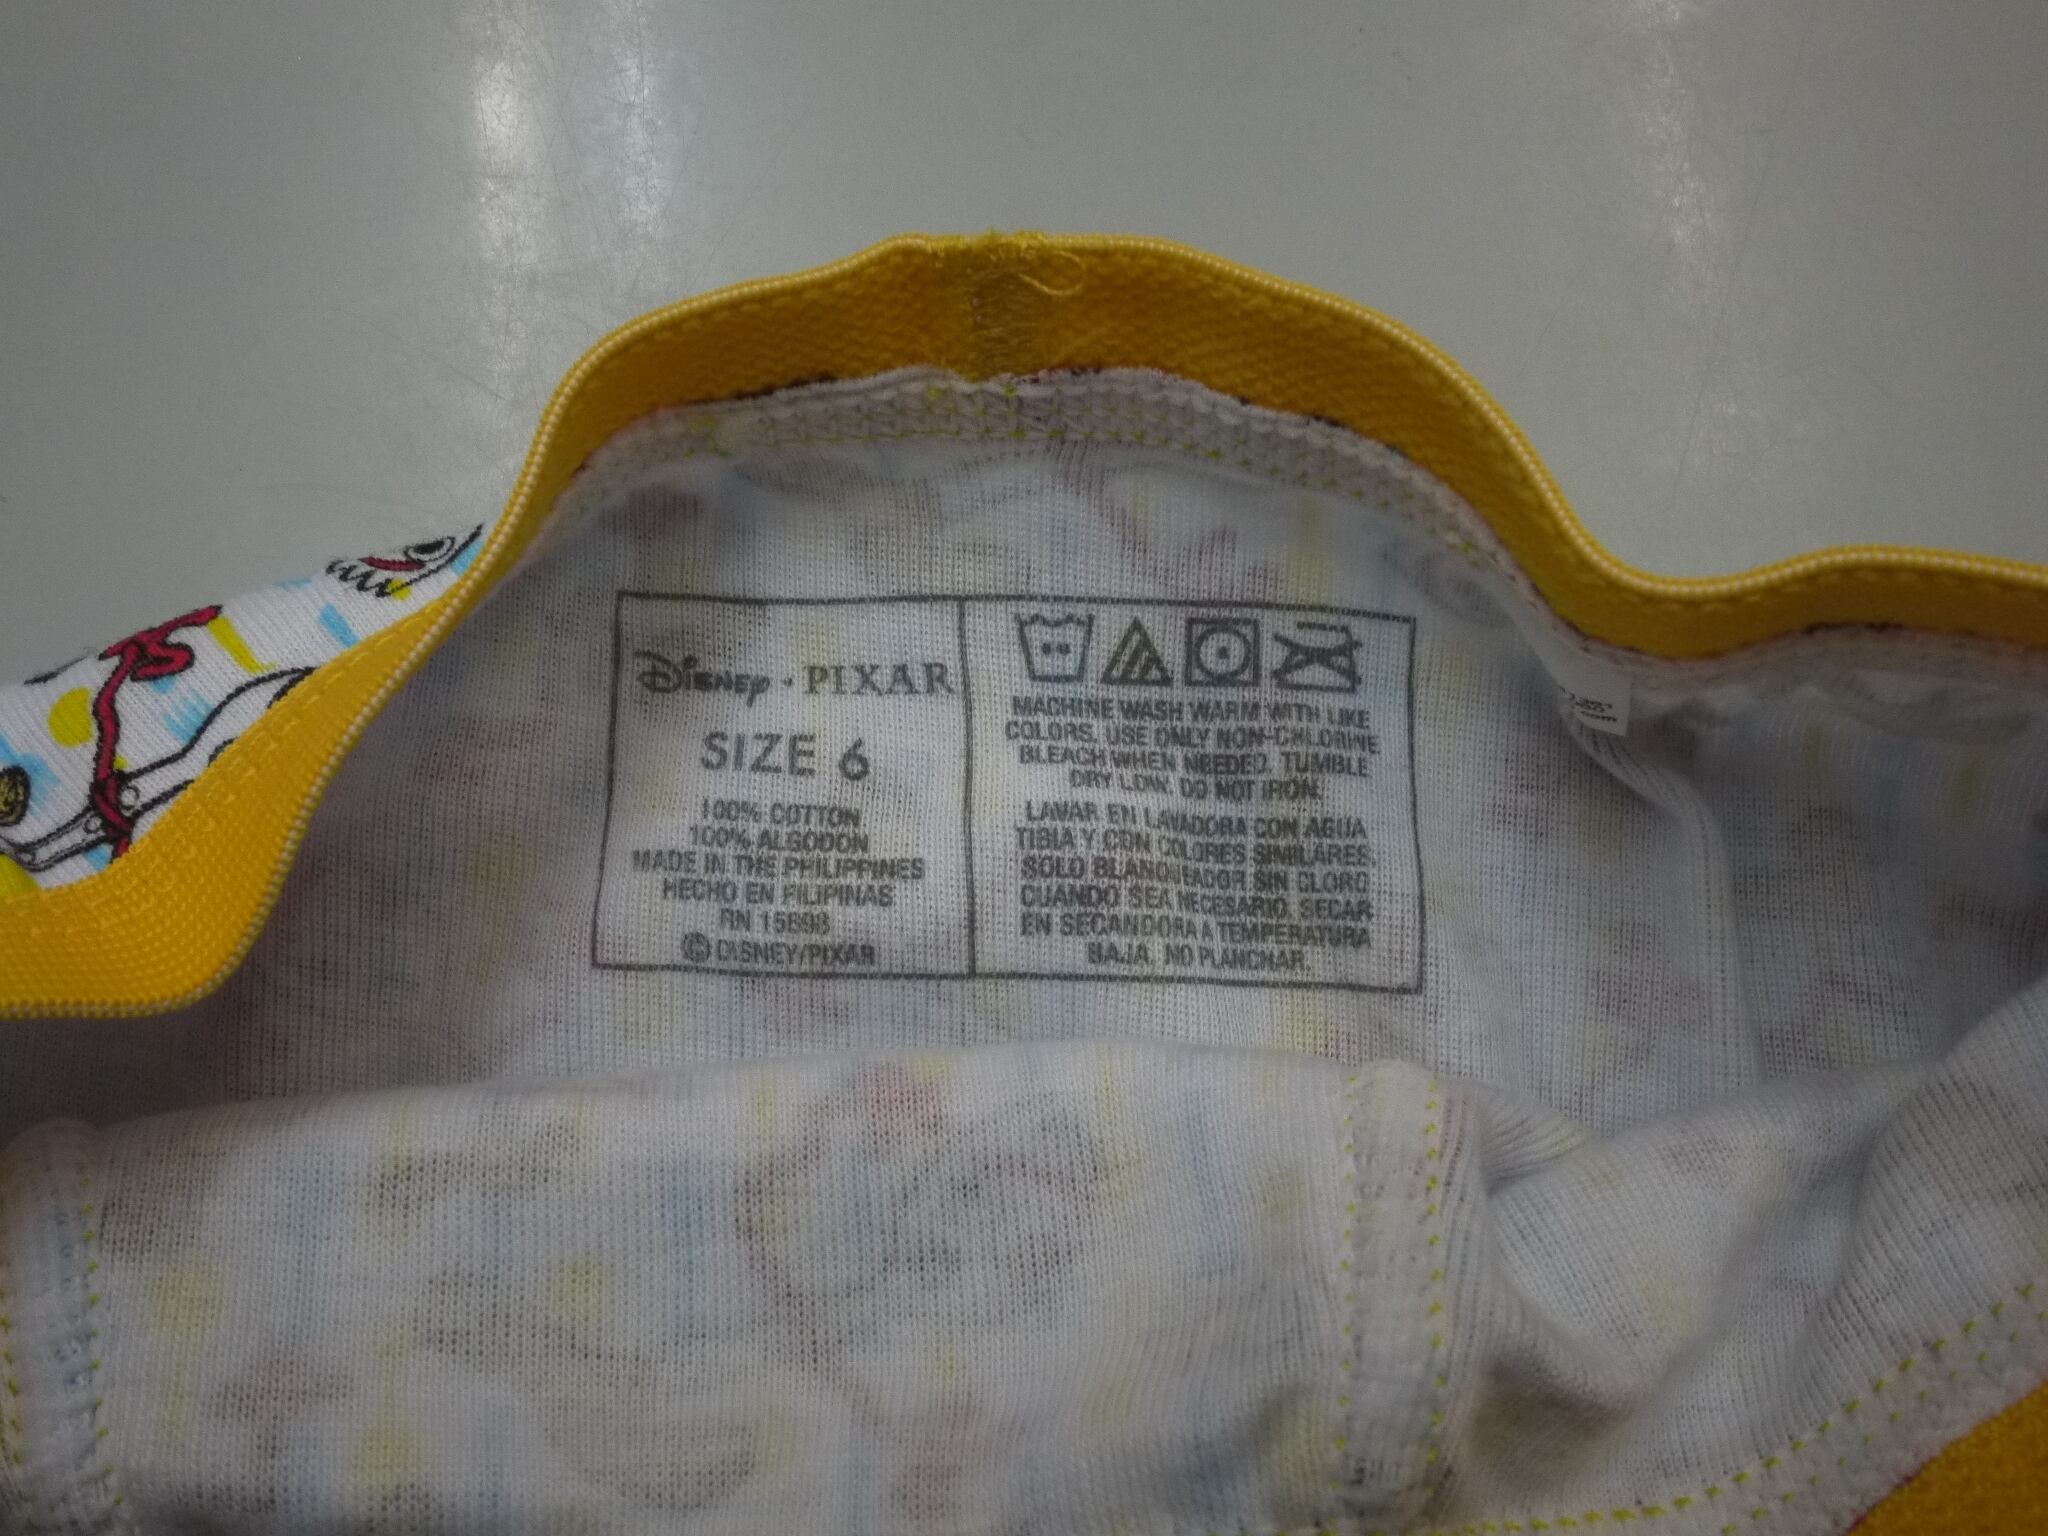 Disney · PIXAR
SIZE 6
100% COTTON
100% ALGODON
MADE IN THE PHILIPPINES
HECHO EN FILIPINAS
RN 15898
© DISNEY/PIXAR
MACHINE WASH WARM WITH LIKE
COLORS. USE ONLY NON-CHLORINE
BLEACH WHEN NEEDED. TUMBLE
DRY LOW. DO NOT IRON.
LAVAR EN LAVADORA CON AGUA
TIBIA Y CON COLORES SIMILARES.
SOLO BLANQUEADOR SIN CLORO
CUANDO SEA NECESARIO. SECAR
EN SECANDORA A TEMPERATURA
BAJA. NO PLANCHAR.